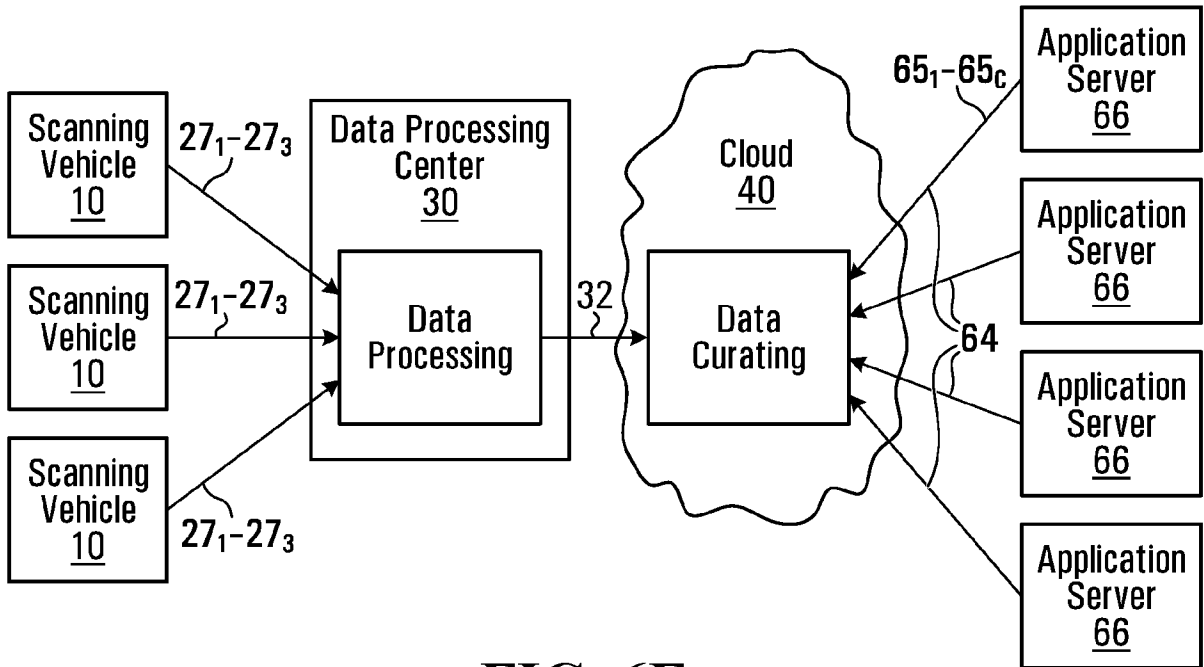 Scanning
Vehicle
10
27₁-27₃
Scanning
Vehicle
10
27₁-27₃
Scanning
Vehicle
10
27₁-27₃
Data Processing
Center
30
Data
Processing
32
Cloud
40
Data
Curating
65₁-65c
64
Application
Server
66
Application
Server
66
Application
Server
66
Application
Server
66
FIG